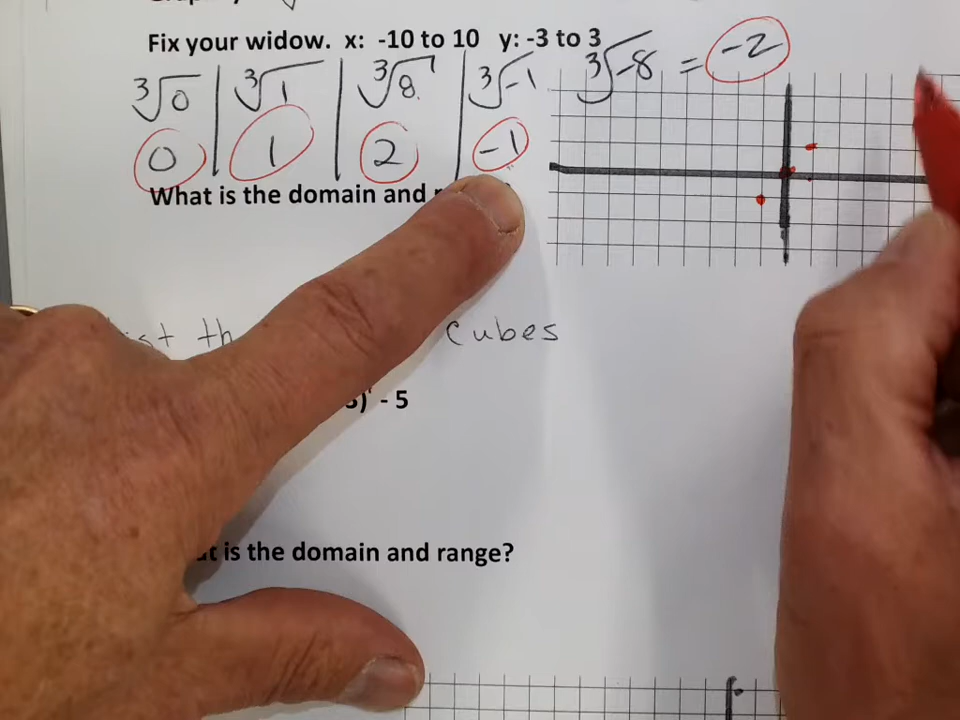 Fix your widow. x: -10 to 10 y: -3 to 3
∛0 ∛1 ∛8 ∛-1 ∛-8 = -2
0 1 2 -1
What is the domain and
cubes
)' - 5
is the domain and range?